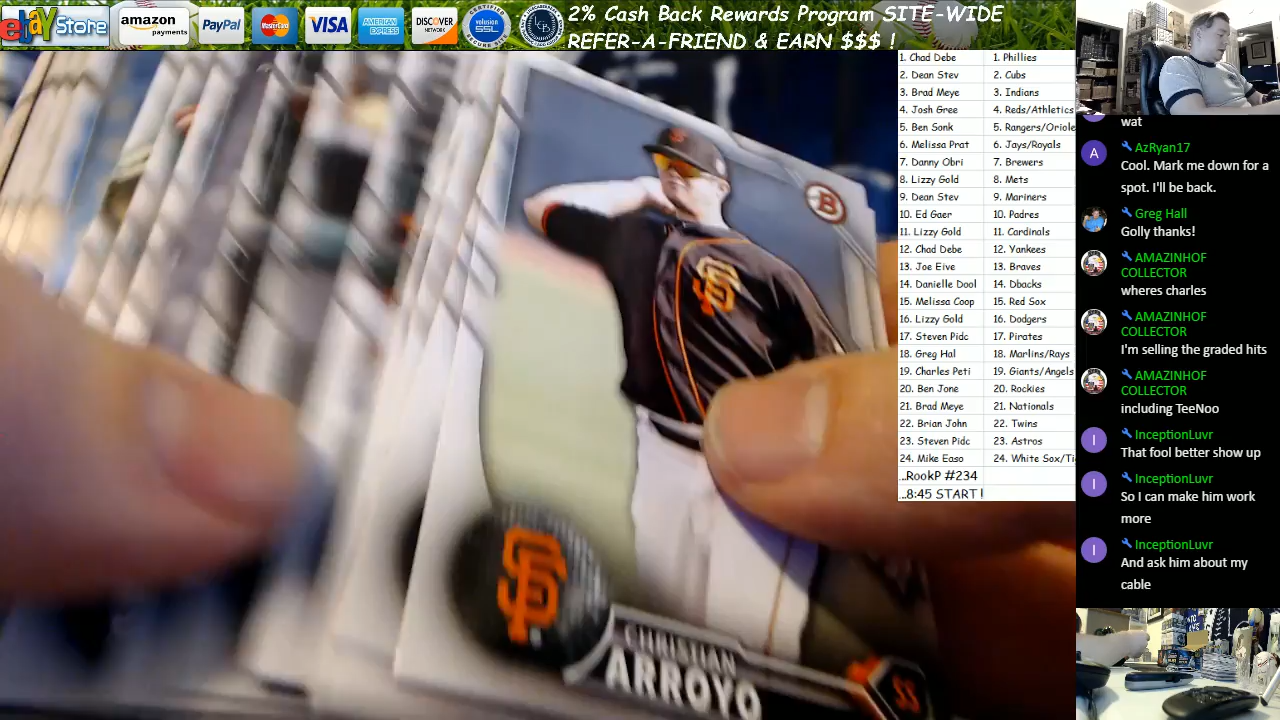 ebay Store
amazon
payments
PayPal
MasterCard
VISA
AMERICAN
EXPRESS
DISCOVER
NETWORK
volusion
SSL
2% Cash Back Rewards Program SITE-WIDE
REFER-A-FRIEND & EARN $$$ !
1. Chad Debe 1. Phillies
2. Dean Stev 2. Cubs
3. Brad Meye 3. Indians
4. Josh Gree 4. Reds/Athletics
5. Ben Sonk 5. Rangers/Oriole
6. Melissa Prat 6. Jays/Royals
7. Danny Obri 7. Brewers
8. Lizzy Gold 8. Mets
9. Dean Stev 9. Mariners
10. Ed Gaer 10. Padres
11. Lizzy Gold 11. Cardinals
12. Chad Debe 12. Yankees
13. Joe Eive 13. Braves
14. Danielle Dool 14. Dbacks
15. Melissa Coop 15. Red Sox
16. Lizzy Gold 16. Dodgers
17. Steven Pidc 17. Pirates
18. Greg Hal 18. Marlins/Rays
19. Charles Peti 19. Giants/Angels
20. Ben Jone 20. Rockies
21. Brad Meye 21. Nationals
22. Brian John 22. Twins
23. Steven Pidc 23. Astros
24. Mike Easo 24. White Sox/Ti
...RookP #234
...8:45 START !
wat
A
AzRyan17
Cool. Mark me down for a
spot. I'll be back.
Greg Hall
Golly thanks!
AMAZINHOF
COLLECTOR
wheres charles
AMAZINHOF
COLLECTOR
I'm selling the graded hits
AMAZINHOF
COLLECTOR
including TeeNoo
I
InceptionLuvr
That fool better show up
I
InceptionLuvr
So I can make him work
more
I
InceptionLuvr
And ask him about my
cable
B
SF
SF
CHRISTIAN
ARROYO